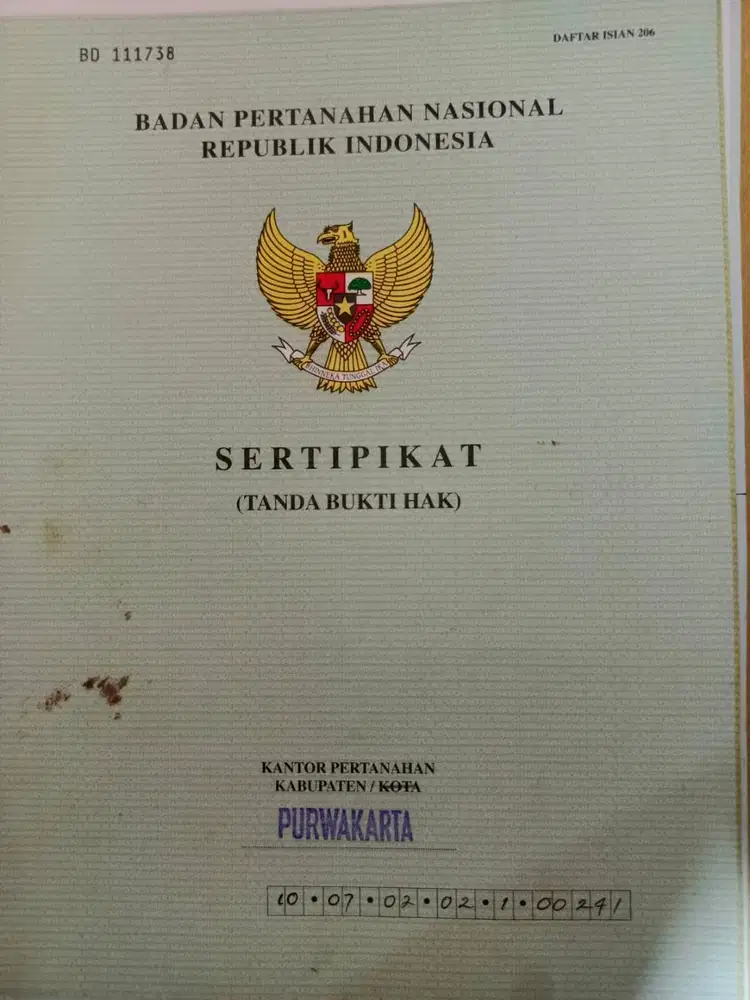 BD 111738
DAFTAR ISIAN 206
BADAN PERTANAHAN NASIONAL
REPUBLIK INDONESIA
BHINNEKA TUNGGAL IKA
SERTIPIKAT
(TANDA BUKTI HAK)
KANTOR PERTANAHAN
KABUPATEN / KOTA
PURWAKARTA
10 • 07 • 02 • 02 • 1 • 00241